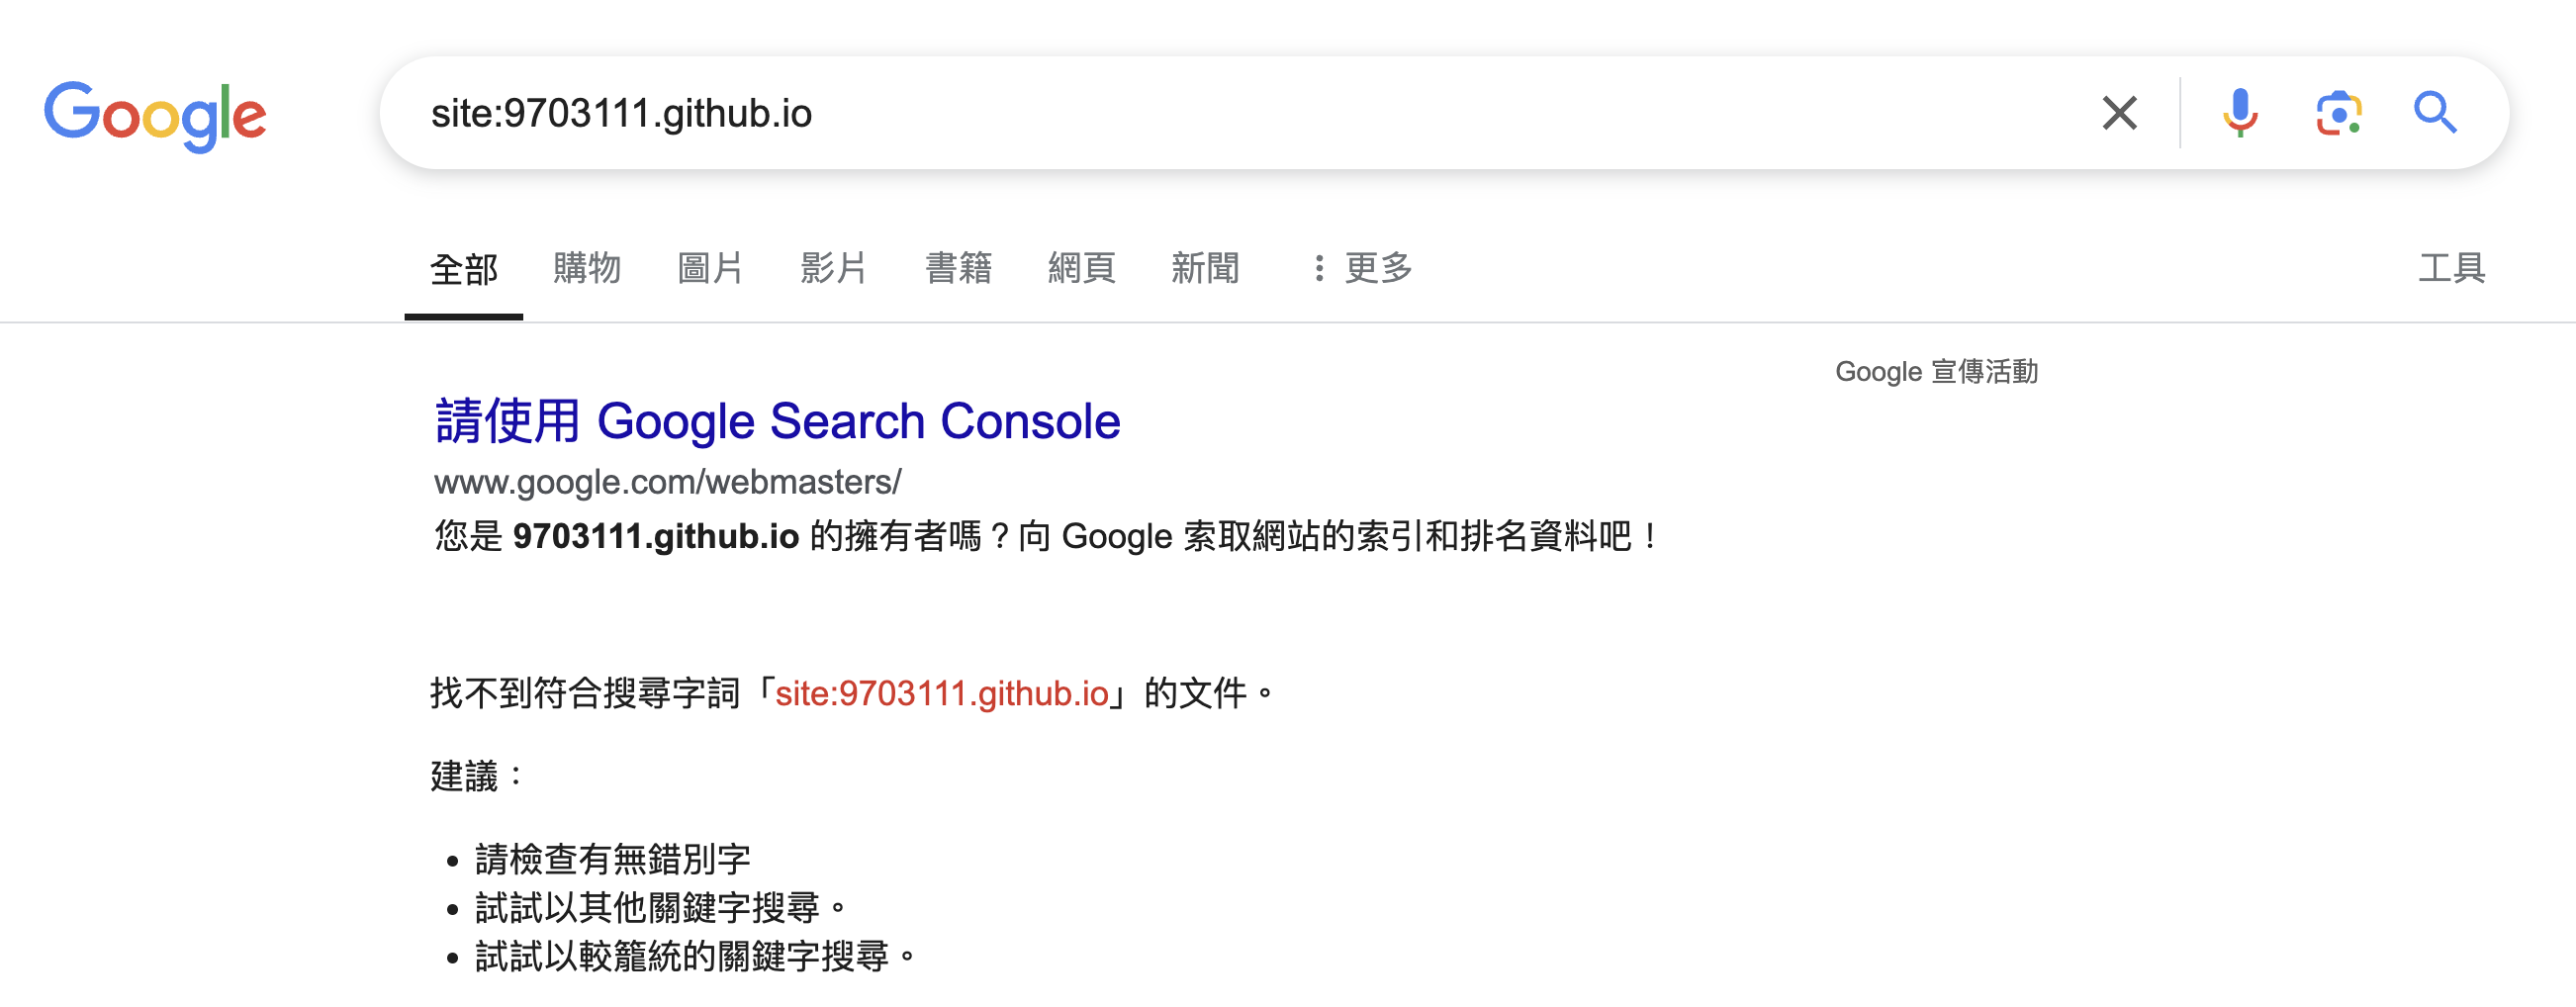 Google
site:9703111.github.io
全部 購物 圖片 影片 書籍 網頁 新聞 ⋮ 更多 工具
Google 宣傳活動
請使用 Google Search Console
www.google.com/webmasters/
您是 9703111.github.io 的擁有者嗎？向 Google 索取網站的索引和排名資料吧！
找不到符合搜尋字詞「site:9703111.github.io」的文件。
建議：
• 請檢查有無錯別字
• 試試以其他關鍵字搜尋。
• 試試以較籠統的關鍵字搜尋。